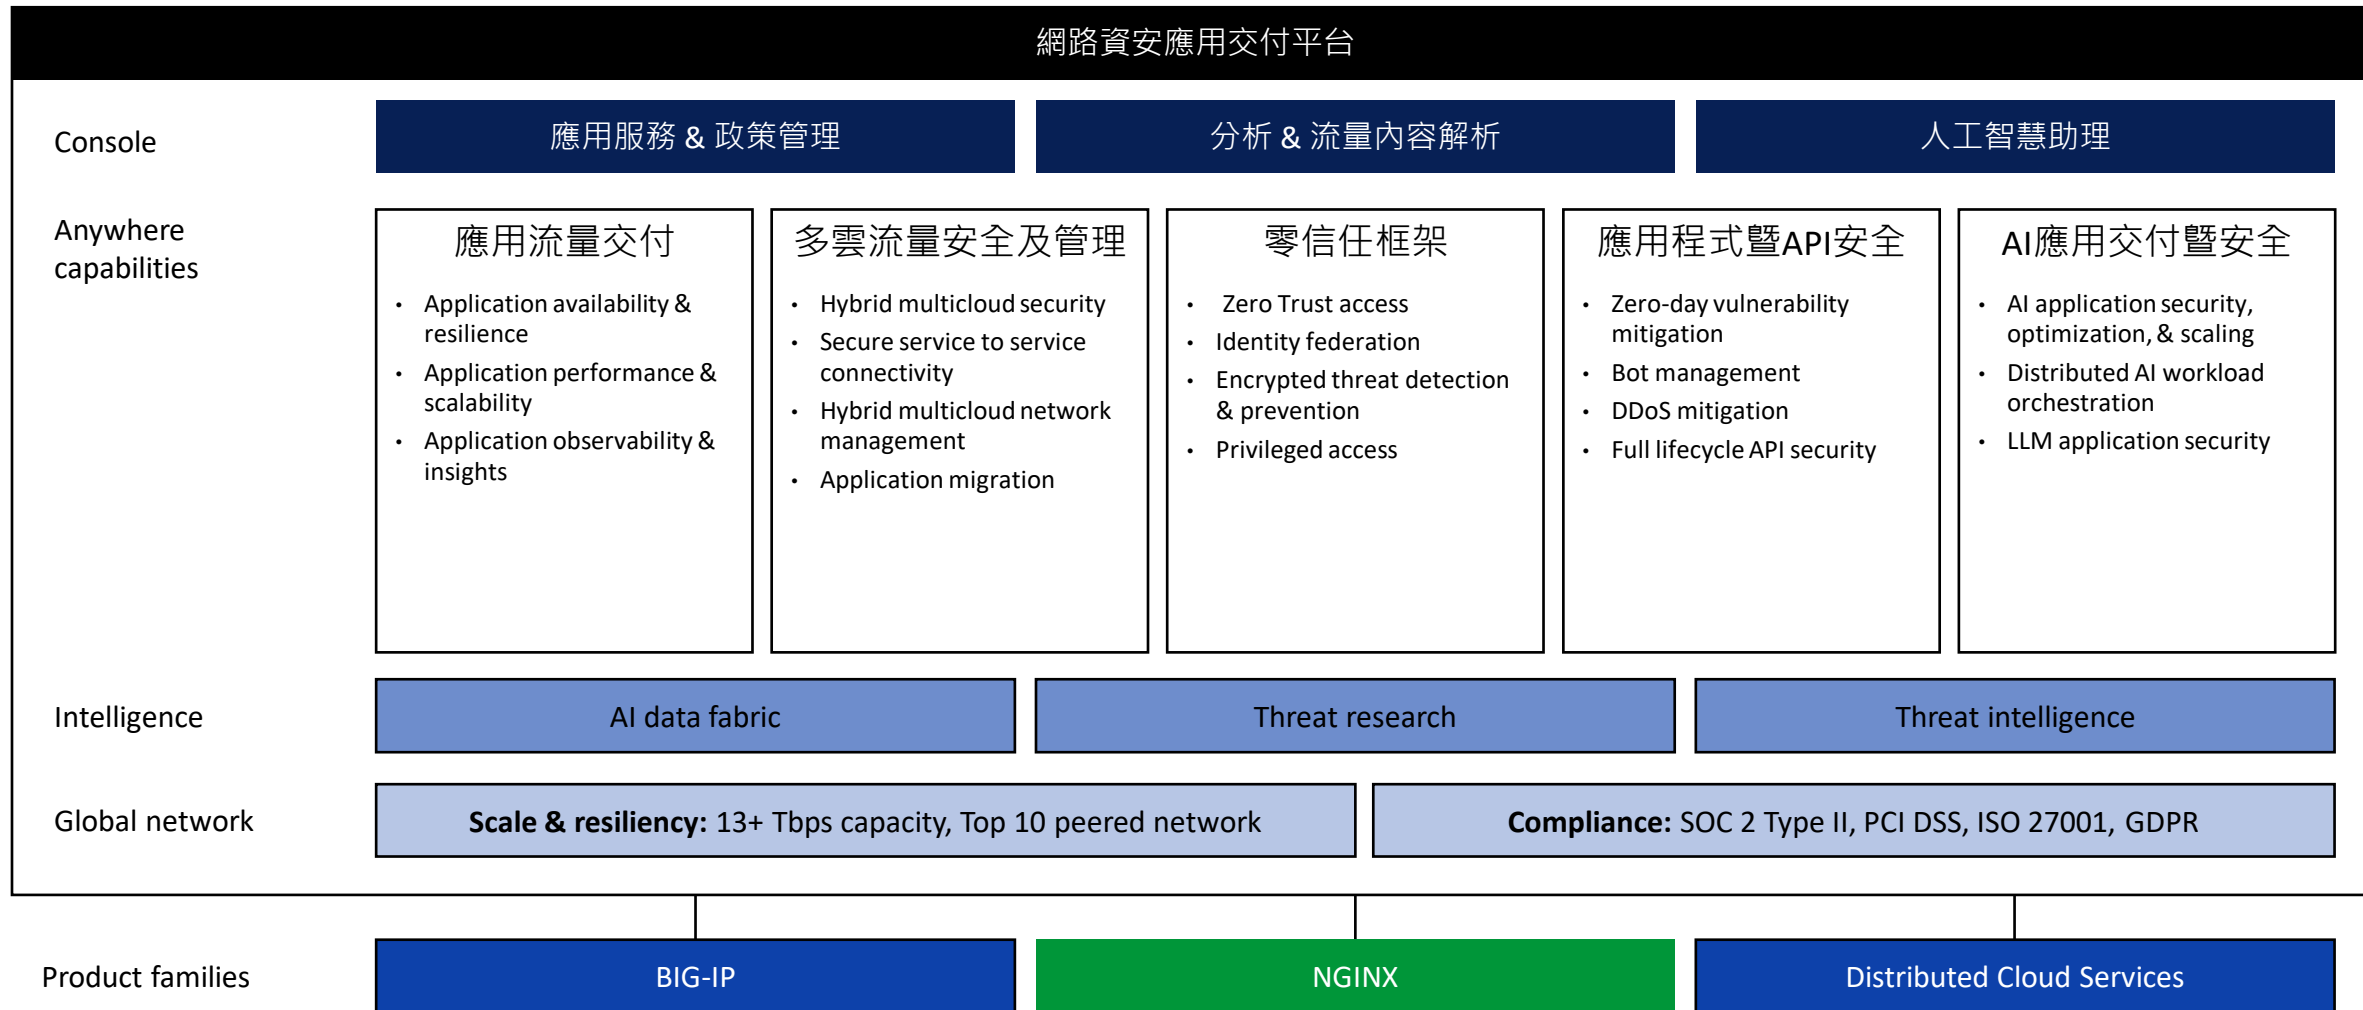 網路資安應用交付平台
Console
應用服務 & 政策管理
分析 & 流量內容解析
人工智慧助理
Anywhere
capabilities
應用流量交付
• Application availability &
resilience
• Application performance &
scalability
• Application observability &
insights
多雲流量安全及管理
• Hybrid multicloud security
• Secure service to service
connectivity
• Hybrid multicloud network
management
• Application migration
零信任框架
• Zero Trust access
• Identity federation
• Encrypted threat detection
& prevention
• Privileged access
應用程式暨API安全
• Zero-day vulnerability
mitigation
• Bot management
• DDoS mitigation
• Full lifecycle API security
AI應用交付暨安全
• AI application security,
optimization, & scaling
• Distributed AI workload
orchestration
• LLM application security
Intelligence
AI data fabric
Threat research
Threat intelligence
Global network
Scale & resiliency: 13+ Tbps capacity, Top 10 peered network
Compliance: SOC 2 Type II, PCI DSS, ISO 27001, GDPR
Product families
BIG-IP
NGINX
Distributed Cloud Services